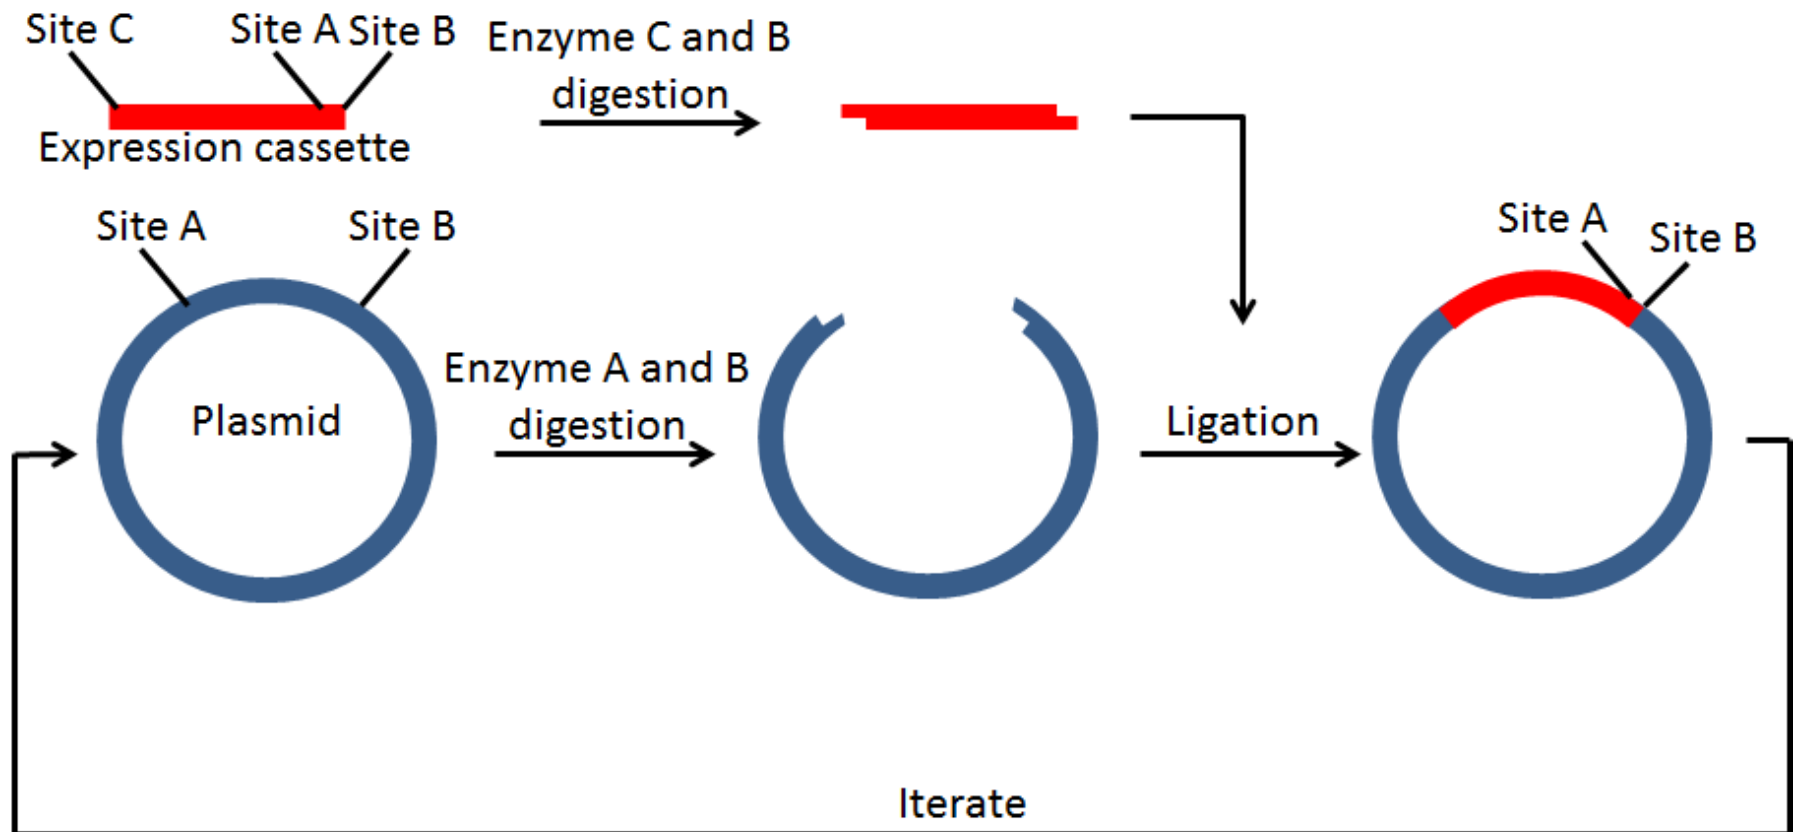 Site C
Site A
Site B
Enzyme C and B
digestion
Expression cassette
Site A
Site B
Site A
Site B
Plasmid
Enzyme A and B
digestion
Ligation
Iterate